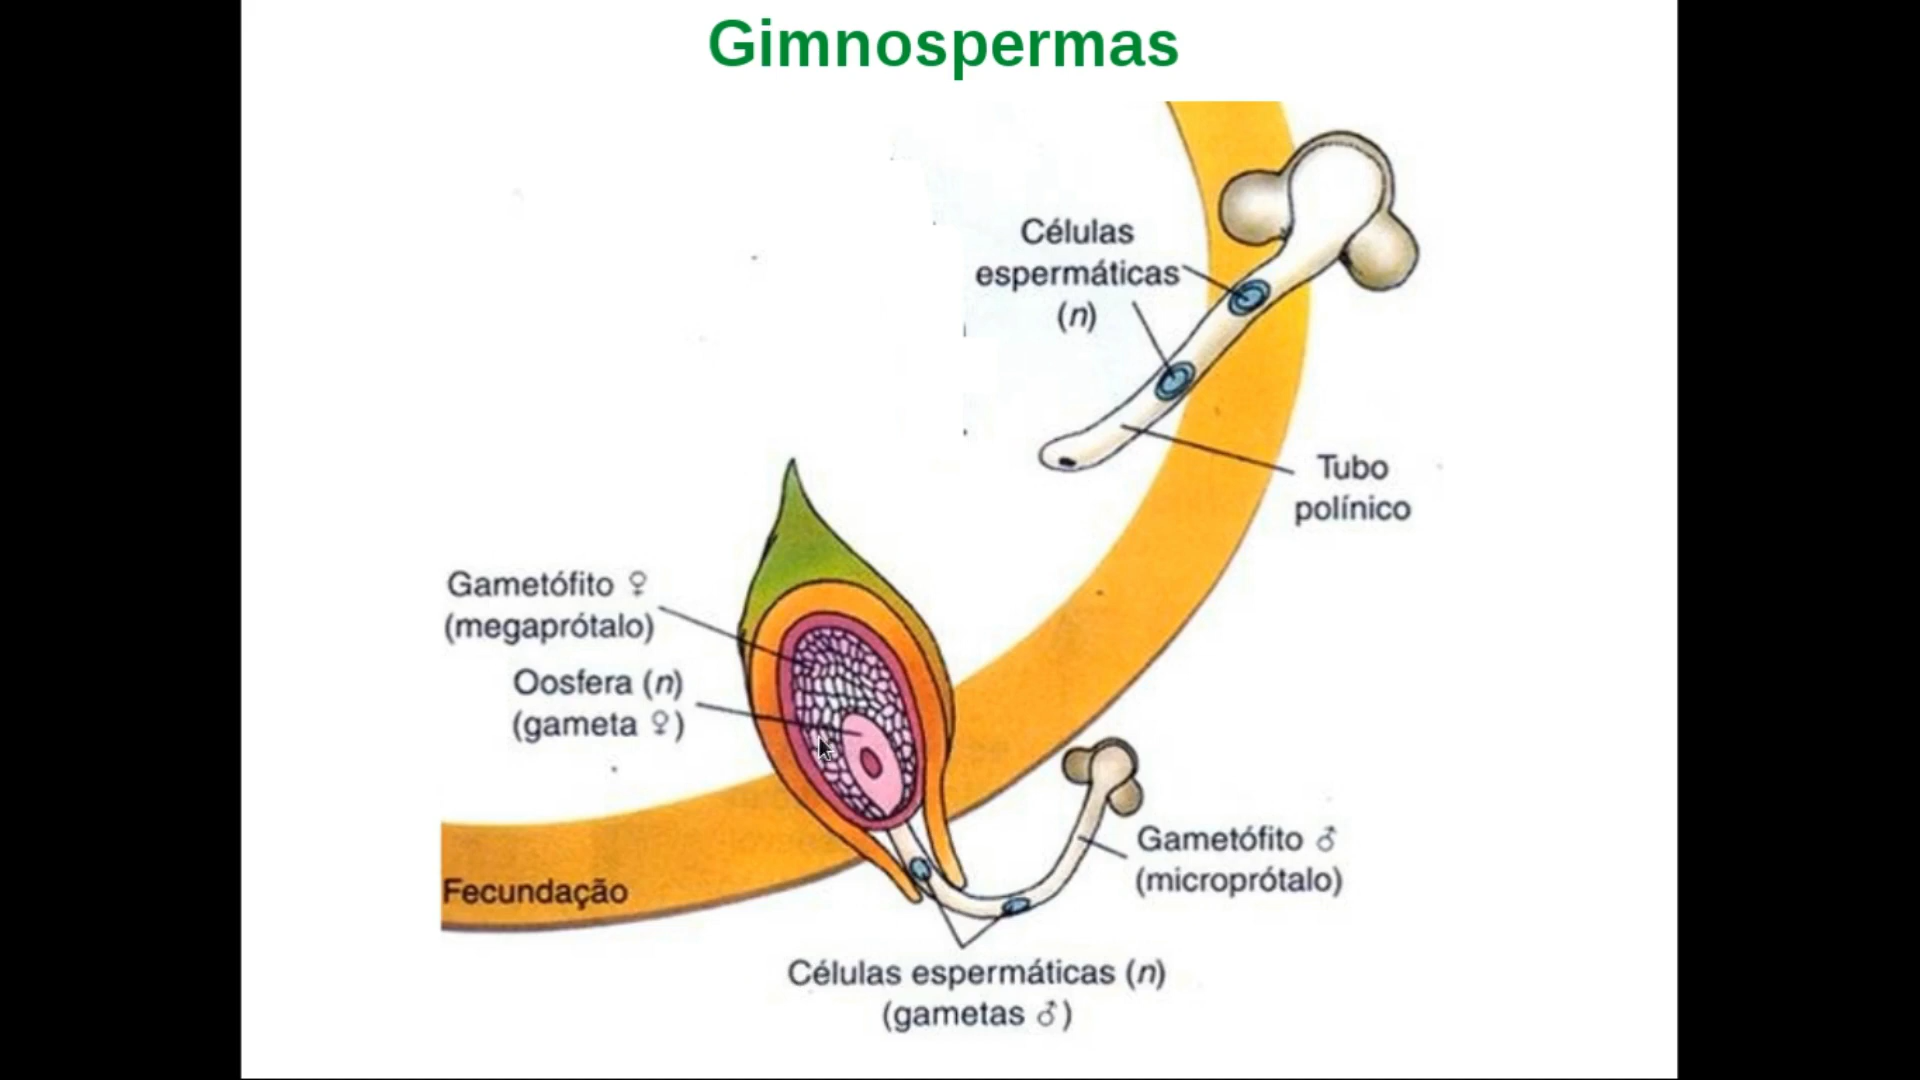 Gimnospermas
Células
espermáticas
(n)
Tubo
polínico
Gametófito ♀
(megaprótalo)
Oosfera (n)
(gameta ♀)
Gametófito ♂
(microprótalo)
Fecundação
Células espermáticas (n)
(gametas ♂)